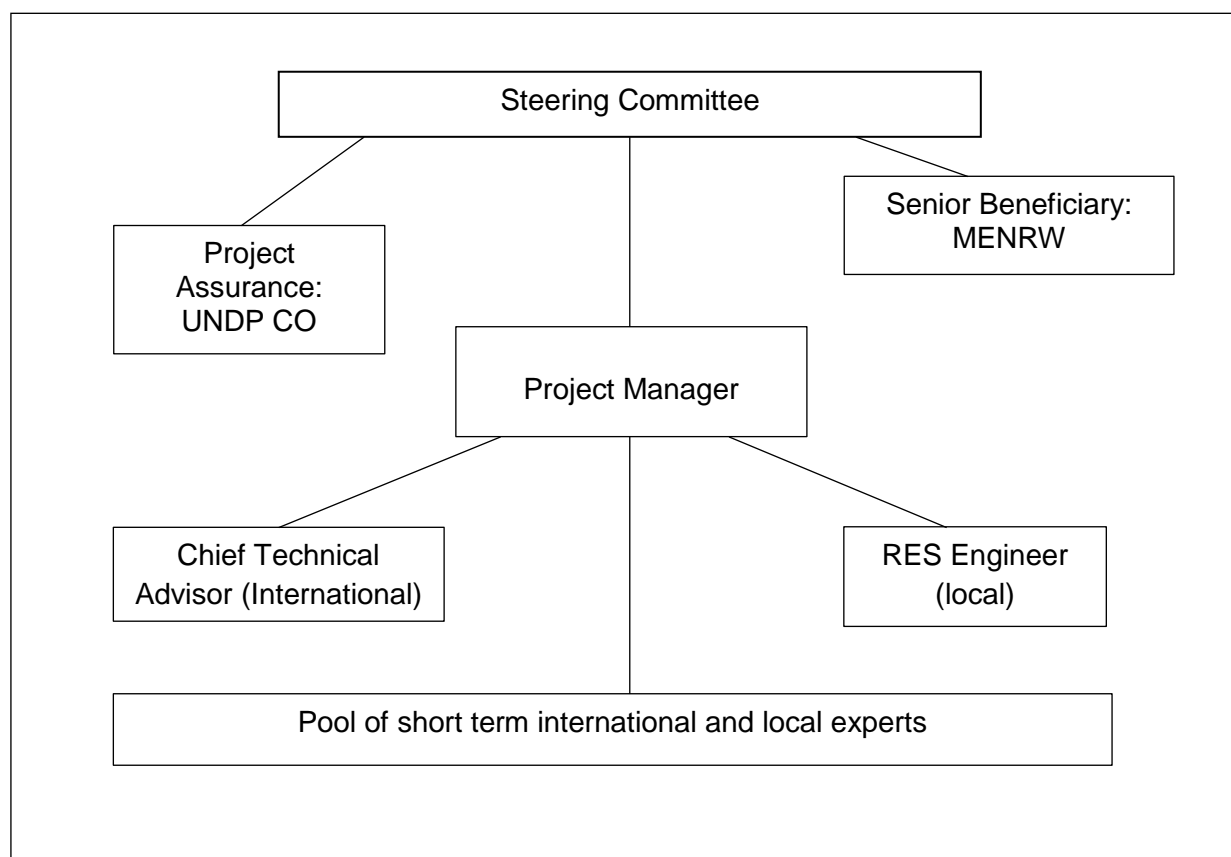 Steering Committee
Senior Beneficiary:
MENRW
Project
Assurance:
UNDP CO
Project Manager
Chief Technical
Advisor (International)
RES Engineer
(local)
Pool of short term international and local experts